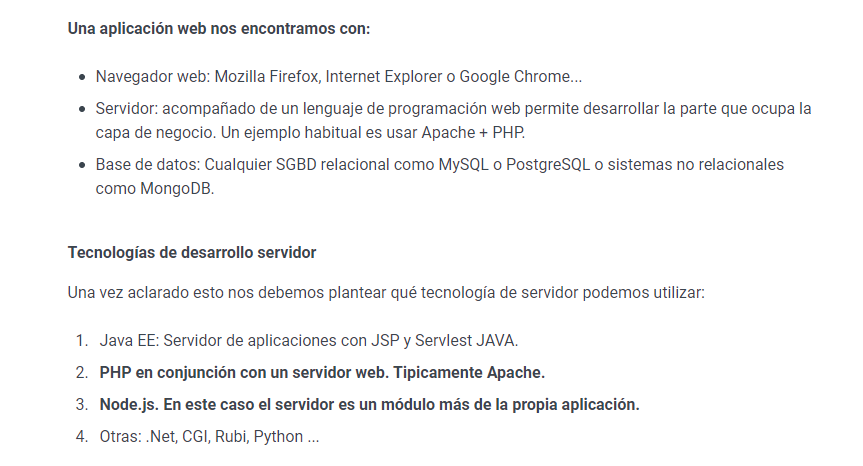 Una aplicación web nos encontramos con:
• Navegador web: Mozilla Firefox, Internet Explorer o Google Chrome...
• Servidor: acompañado de un lenguaje de programación web permite desarrollar la parte que ocupa la
capa de negocio. Un ejemplo habitual es usar Apache + PHP.
• Base de datos: Cualquier SGBD relacional como MySQL o PostgreSQL o sistemas no relacionales
como MongoDB.
Tecnologías de desarrollo servidor
Una vez aclarado esto nos debemos plantear qué tecnología de servidor podemos utilizar:
1. Java EE: Servidor de aplicaciones con JSP y Servlest JAVA.
2. PHP en conjunción con un servidor web. Tipicamente Apache.
3. Node.js. En este caso el servidor es un módulo más de la propia aplicación.
4. Otras: .Net, CGI, Rubi, Python ...